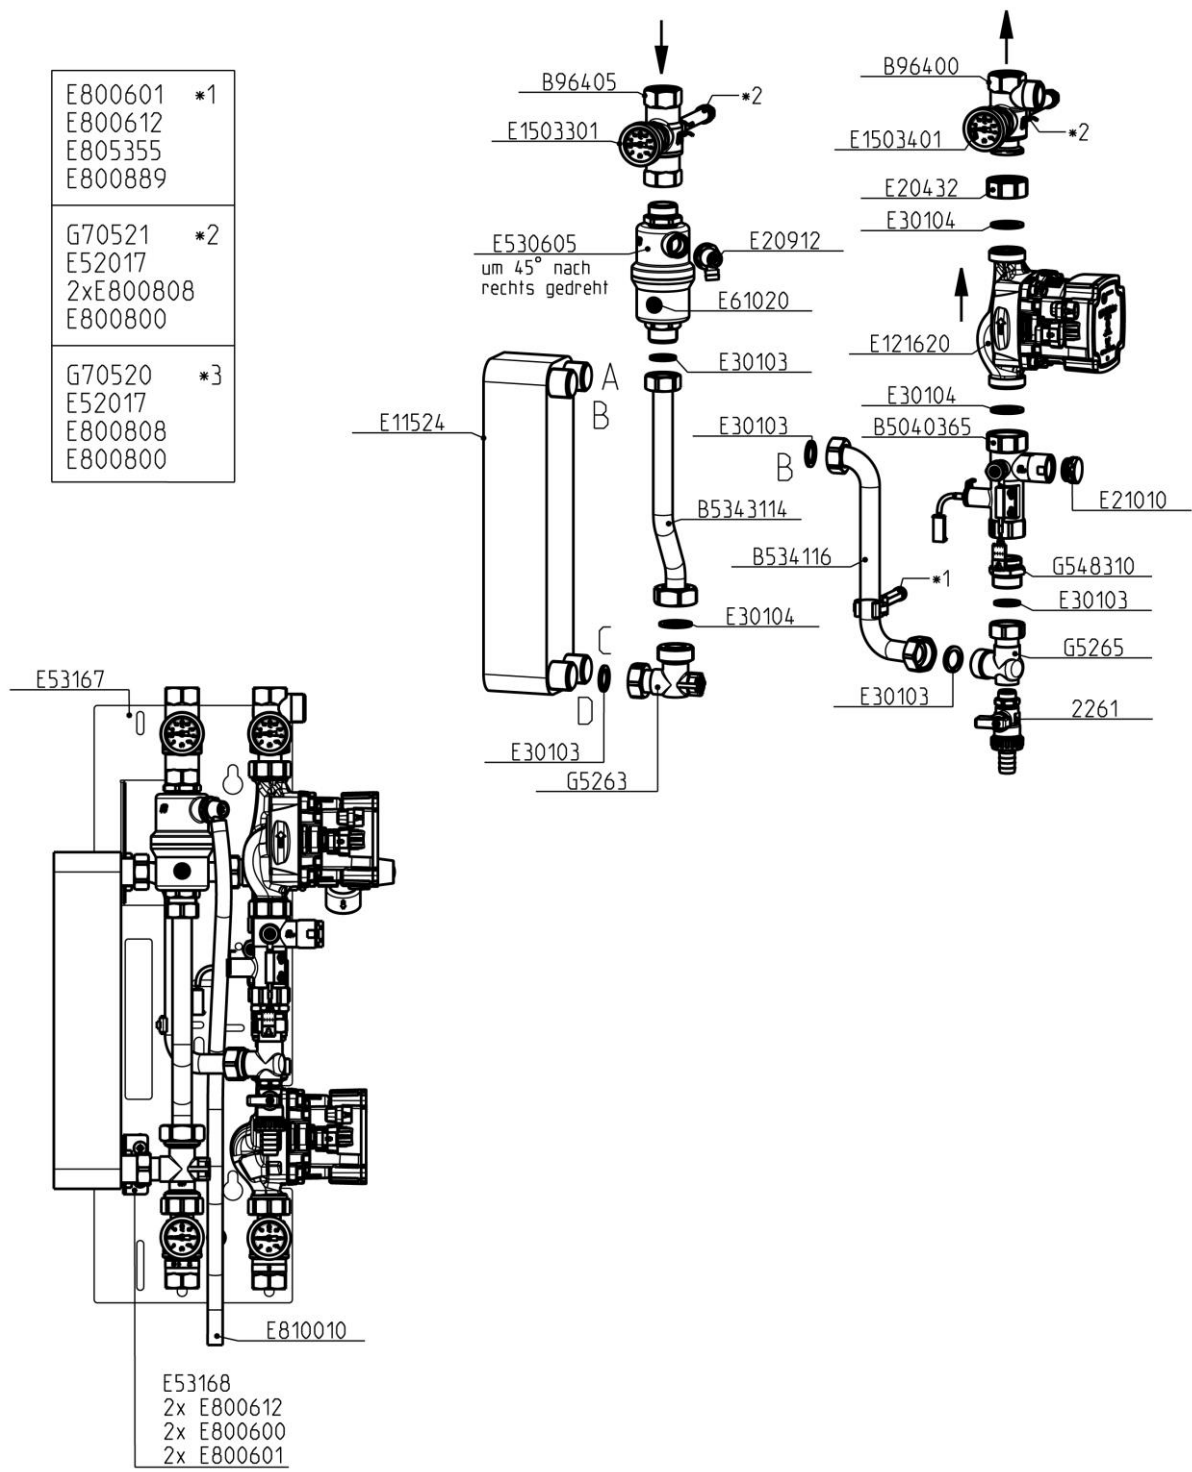 E800601 *1
E800612
E805355
E800889
G70521 *2
E52017
2xE800808
E800800
G70520 *3
E52017
E800808
E800800
B96405
*2
E1503301
E530605
um 45° nach
rechts gedreht
E20912
E61020
E30103
A
B
E11524
B5343114
E30104
C
D
E30103
G5263
B96400
*2
E1503401
E20432
E30104
E121620
E30104
B5040365
E30103
B
E21010
B534116
*1
G548310
E30103
G5265
E30103
2261
E53167
E810010
E53168
2x E800612
2x E800600
2x E800601